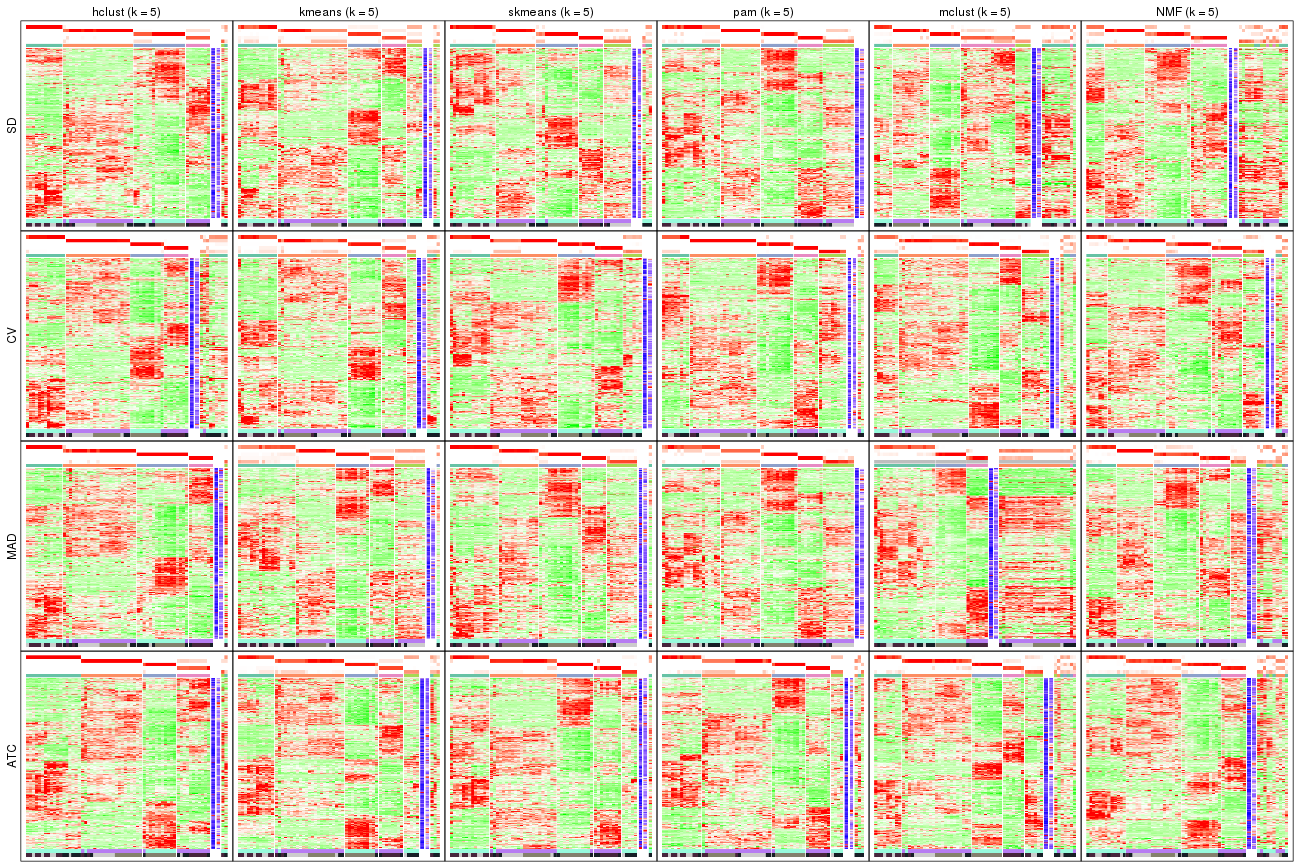 hclust (k = 5) kmeans (k = 5) skmeans (k = 5) pam (k = 5) mclust (k = 5) NMF (k = 5)
SD
CV
MAD
ATC